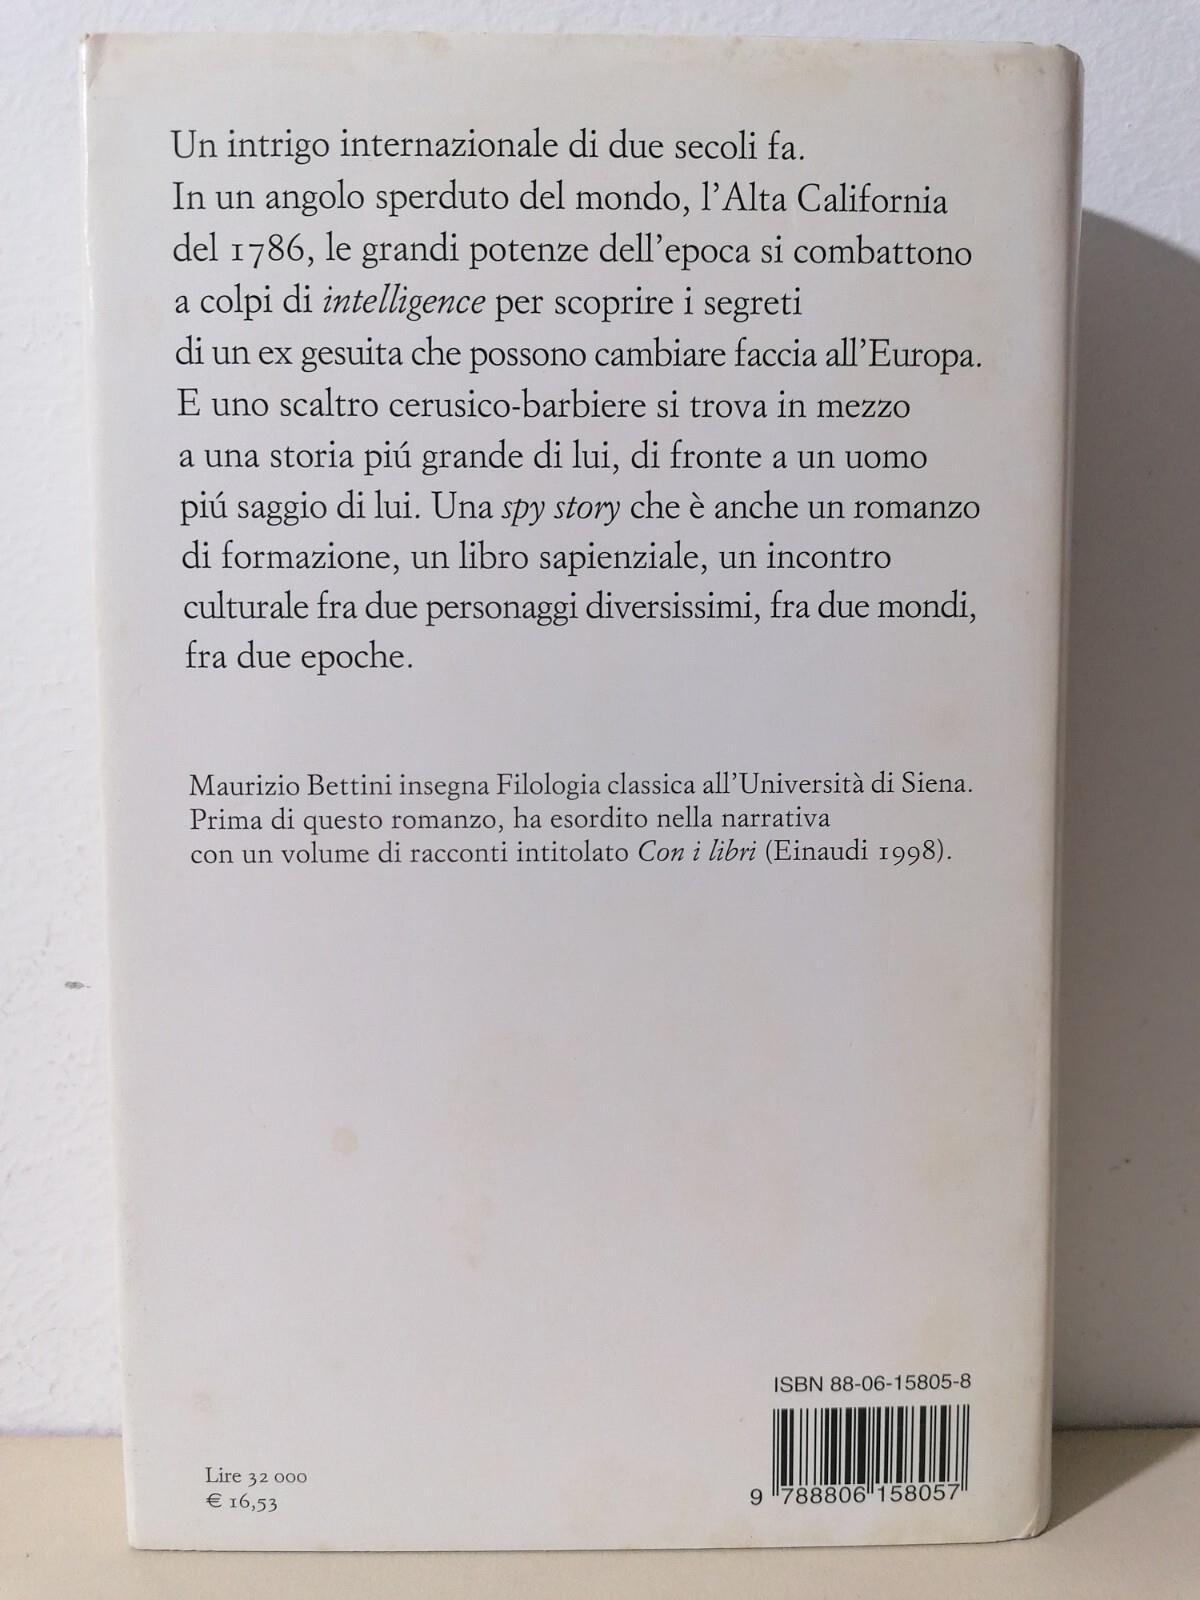 Un intrigo internazionale di due secoli fa.
In un angolo sperduto del mondo, l'Alta California
del 1786, le grandi potenze dell'epoca si combattono
a colpi di intelligence per scoprire i segreti
di un ex gesuita che possono cambiare faccia all'Europa.
E uno scaltro cerusico-barbiere si trova in mezzo
a una storia piú grande di lui, di fronte a un uomo
piú saggio di lui. Una spy story che è anche un romanzo
di formazione, un libro sapienziale, un incontro
culturale fra due personaggi diversissimi, fra due mondi,
fra due epoche.
Maurizio Bettini insegna Filologia classica all'Università di Siena.
Prima di questo romanzo, ha esordito nella narrativa
con un volume di racconti intitolato Con i libri (Einaudi 1998).
ISBN 88-06-15805-8
9 788806 158057
Lire 32 000
€ 16,53